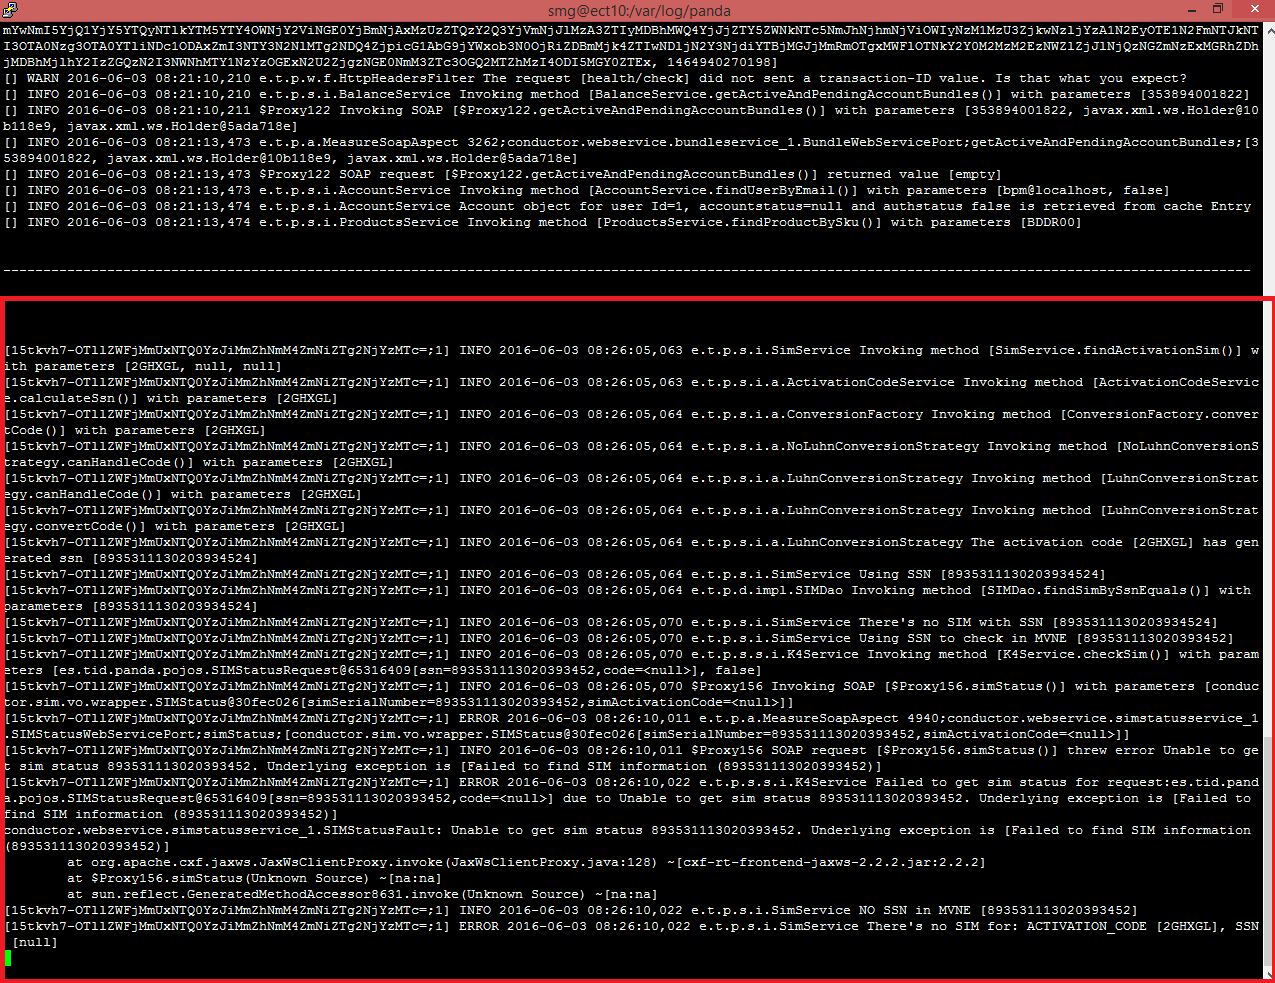 smg@ect10:/var/log/panda
[] WARN 2016-06-03 08:21:10,210 e.t.p.w.f.HttpHeadersFilter The request [health/check] did not sent a transaction-ID value. Is that what you expect?
[] INFO 2016-06-03 08:21:10,210 e.t.p.s.i.BalanceService Invoking method [BalanceService.getActiveAndPendingAccountBundles()] with parameters [353894001822]
[] INFO 2016-06-03 08:21:10,211 $Proxy122 Invoking SOAP [$Proxy122.getActiveAndPendingAccountBundles()] with parameters [353894001822, javax.xml.ws.Holder@10
b118e9, javax.xml.ws.Holder@5ada718e]
[] INFO 2016-06-03 08:21:13,473 e.t.p.a.MeasureSoapAspect 3262;conductor.webservice.bundleservice_1.BundleWebServicePort;getActiveAndPendingAccountBundles;[3
53894001822, javax.xml.ws.Holder@10b118e9, javax.xml.ws.Holder@5ada718e]
[] INFO 2016-06-03 08:21:13,473 $Proxy122 SOAP request [$Proxy122.getActiveAndPendingAccountBundles()] returned value [empty]
[] INFO 2016-06-03 08:21:13,473 e.t.p.s.i.AccountService Invoking method [AccountService.findUserByEmail()] with parameters [bpm@localhost, false]
[] INFO 2016-06-03 08:21:13,474 e.t.p.s.i.AccountService Account object for user Id=1, accountstatus=null and authstatus false is retrieved from cache Entry
[] INFO 2016-06-03 08:21:13,474 e.t.p.s.i.ProductsService Invoking method [ProductsService.findProductBySku()] with parameters [BDDR00]
------------------------------------------------------------------------------------------------------------------------------------------------------------
[15tkvh7-OTllZWFjMmUxNTQ0YzJiMmZhNmM4ZmNiZTg2NjYzMTc=;1] INFO 2016-06-03 08:26:05,063 e.t.p.s.i.SimService Invoking method [SimService.findActivationSim()] w
ith parameters [2GHXGL, null, null]
[15tkvh7-OTllZWFjMmUxNTQ0YzJiMmZhNmM4ZmNiZTg2NjYzMTc=;1] INFO 2016-06-03 08:26:05,063 e.t.p.s.i.a.ActivationCodeService Invoking method [ActivationCodeServic
e.calculateSsn()] with parameters [2GHXGL]
[15tkvh7-OTllZWFjMmUxNTQ0YzJiMmZhNmM4ZmNiZTg2NjYzMTc=;1] INFO 2016-06-03 08:26:05,064 e.t.p.s.i.a.ConversionFactory Invoking method [ConversionFactory.conver
tCode()] with parameters [2GHXGL]
[15tkvh7-OTllZWFjMmUxNTQ0YzJiMmZhNmM4ZmNiZTg2NjYzMTc=;1] INFO 2016-06-03 08:26:05,064 e.t.p.s.i.a.NoLuhnConversionStrategy Invoking method [NoLuhnConversionS
trategy.canHandleCode()] with parameters [2GHXGL]
[15tkvh7-OTllZWFjMmUxNTQ0YzJiMmZhNmM4ZmNiZTg2NjYzMTc=;1] INFO 2016-06-03 08:26:05,064 e.t.p.s.i.a.LuhnConversionStrategy Invoking method [LuhnConversionStrat
egy.canHandleCode()] with parameters [2GHXGL]
[15tkvh7-OTllZWFjMmUxNTQ0YzJiMmZhNmM4ZmNiZTg2NjYzMTc=;1] INFO 2016-06-03 08:26:05,064 e.t.p.s.i.a.LuhnConversionStrategy Invoking method [LuhnConversionStrat
egy.convertCode()] with parameters [2GHXGL]
[15tkvh7-OTllZWFjMmUxNTQ0YzJiMmZhNmM4ZmNiZTg2NjYzMTc=;1] INFO 2016-06-03 08:26:05,064 e.t.p.s.i.a.LuhnConversionStrategy The activation code [2GHXGL] has gen
erated ssn [8935311130203934524]
[15tkvh7-OTllZWFjMmUxNTQ0YzJiMmZhNmM4ZmNiZTg2NjYzMTc=;1] INFO 2016-06-03 08:26:05,064 e.t.p.s.i.SimService Using SSN [8935311130203934524]
[15tkvh7-OTllZWFjMmUxNTQ0YzJiMmZhNmM4ZmNiZTg2NjYzMTc=;1] INFO 2016-06-03 08:26:05,064 e.t.p.d.impl.SIMDao Invoking method [SIMDao.findSimBySsnEquals()] with
parameters [8935311130203934524]
[15tkvh7-OTllZWFjMmUxNTQ0YzJiMmZhNmM4ZmNiZTg2NjYzMTc=;1] INFO 2016-06-03 08:26:05,070 e.t.p.s.i.SimService There's no SIM with SSN [8935311130203934524]
[15tkvh7-OTllZWFjMmUxNTQ0YzJiMmZhNmM4ZmNiZTg2NjYzMTc=;1] INFO 2016-06-03 08:26:05,070 e.t.p.s.i.SimService Using SSN to check in MVNE [893531113020393452]
[15tkvh7-OTllZWFjMmUxNTQ0YzJiMmZhNmM4ZmNiZTg2NjYzMTc=;1] INFO 2016-06-03 08:26:05,070 e.t.p.s.s.i.K4Service Invoking method [K4Service.checkSim()] with param
eters [es.tid.panda.pojos.SIMStatusRequest@65316409[ssn=893531113020393452,code=<null>], false]
[15tkvh7-OTllZWFjMmUxNTQ0YzJiMmZhNmM4ZmNiZTg2NjYzMTc=;1] INFO 2016-06-03 08:26:05,070 $Proxy156 Invoking SOAP [$Proxy156.simStatus()] with parameters [conduc
tor.sim.vo.wrapper.SIMStatus@30fec026[simSerialNumber=893531113020393452,simActivationCode=<null>]]
[15tkvh7-OTllZWFjMmUxNTQ0YzJiMmZhNmM4ZmNiZTg2NjYzMTc=;1] ERROR 2016-06-03 08:26:10,011 e.t.p.a.MeasureSoapAspect 4940;conductor.webservice.simstatusservice_1
.SIMStatusWebServicePort;simStatus;[conductor.sim.vo.wrapper.SIMStatus@30fec026[simSerialNumber=893531113020393452,simActivationCode=<null>]]
[15tkvh7-OTllZWFjMmUxNTQ0YzJiMmZhNmM4ZmNiZTg2NjYzMTc=;1] INFO 2016-06-03 08:26:10,011 $Proxy156 SOAP request [$Proxy156.simStatus()] threw error Unable to ge
t sim status 893531113020393452. Underlying exception is [Failed to find SIM information (893531113020393452)]
[15tkvh7-OTllZWFjMmUxNTQ0YzJiMmZhNmM4ZmNiZTg2NjYzMTc=;1] ERROR 2016-06-03 08:26:10,022 e.t.p.s.s.i.K4Service Failed to get sim status for request:es.tid.pand
a.pojos.SIMStatusRequest@65316409[ssn=893531113020393452,code=<null>] due to Unable to get sim status 893531113020393452. Underlying exception is [Failed to
find SIM information (893531113020393452)]
conductor.webservice.simstatusservice_1.SIMStatusFault: Unable to get sim status 893531113020393452. Underlying exception is [Failed to find SIM information
(893531113020393452)]
at org.apache.cxf.jaxws.JaxWsClientProxy.invoke(JaxWsClientProxy.java:128) ~[cxf-rt-frontend-jaxws-2.2.2.jar:2.2.2]
at $Proxy156.simStatus(Unknown Source) ~[na:na]
at sun.reflect.GeneratedMethodAccessor8631.invoke(Unknown Source) ~[na:na]
[15tkvh7-OTllZWFjMmUxNTQ0YzJiMmZhNmM4ZmNiZTg2NjYzMTc=;1] INFO 2016-06-03 08:26:10,022 e.t.p.s.i.SimService NO SSN in MVNE [893531113020393452]
[15tkvh7-OTllZWFjMmUxNTQ0YzJiMmZhNmM4ZmNiZTg2NjYzMTc=;1] ERROR 2016-06-03 08:26:10,022 e.t.p.s.i.SimService There's no SIM for: ACTIVATION_CODE [2GHXGL], SSN
[null]